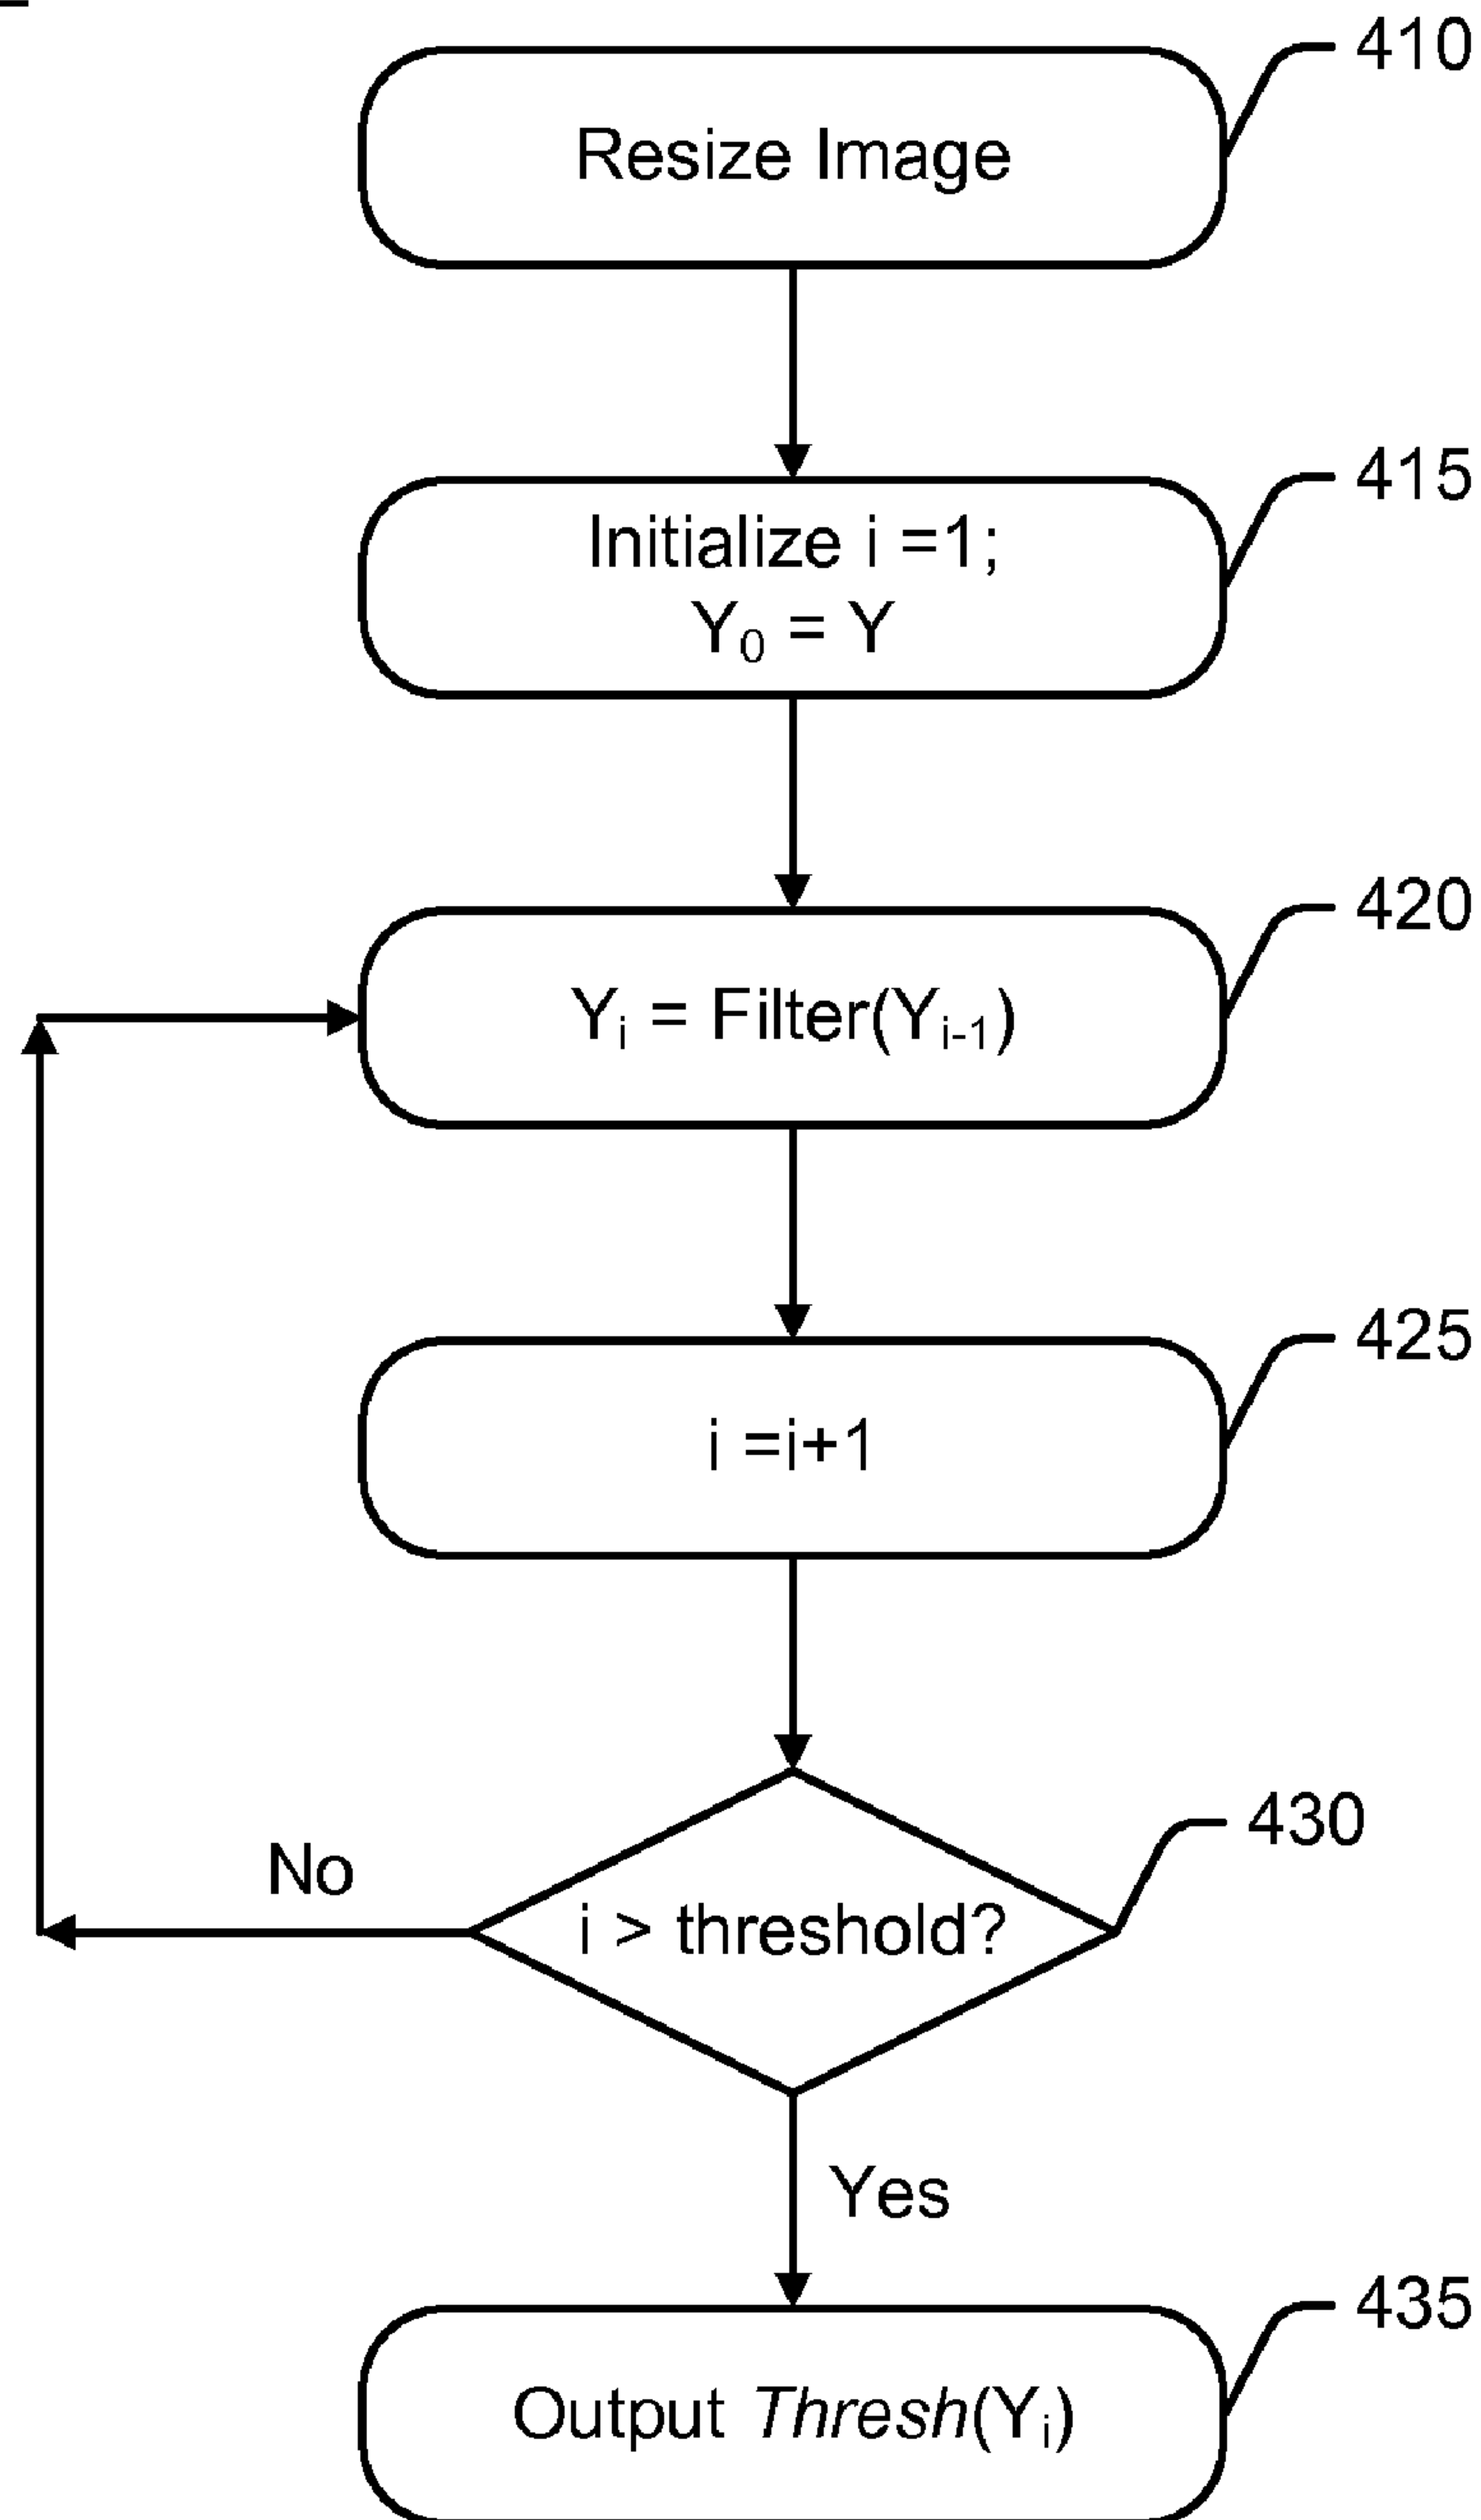 410
Resize Image
415
Initialize i =1;
Y₀ = Y
420
Yᵢ = Filter(Yᵢ₋₁)
425
i =i+1
430
No
i > threshold?
Yes
435
Output Thresh(Yᵢ)